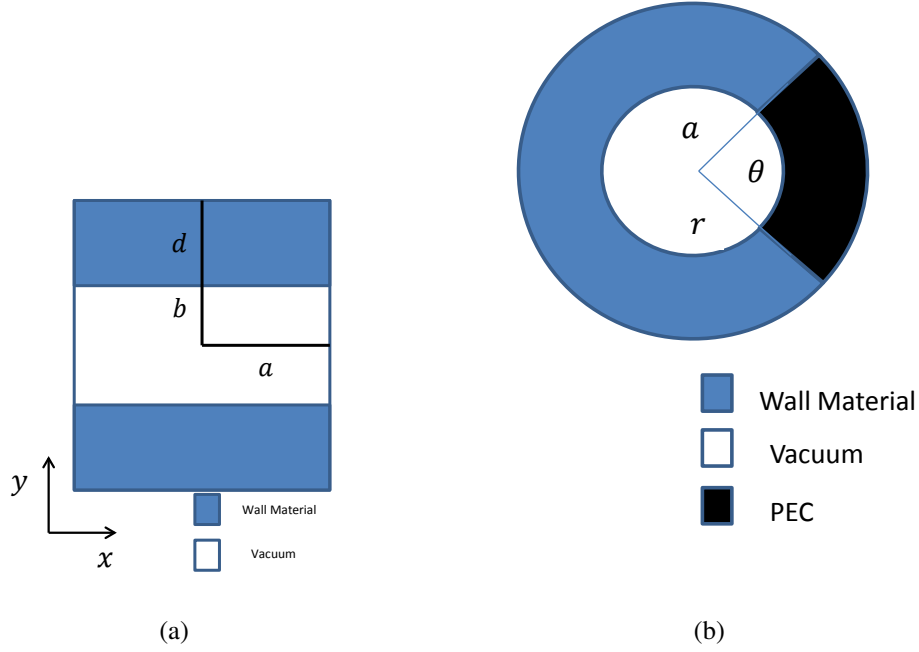 d
b
a
y
x
Wall Material
Vacuum
(a)
a
θ
r
Wall Material
Vacuum
PEC
(b)